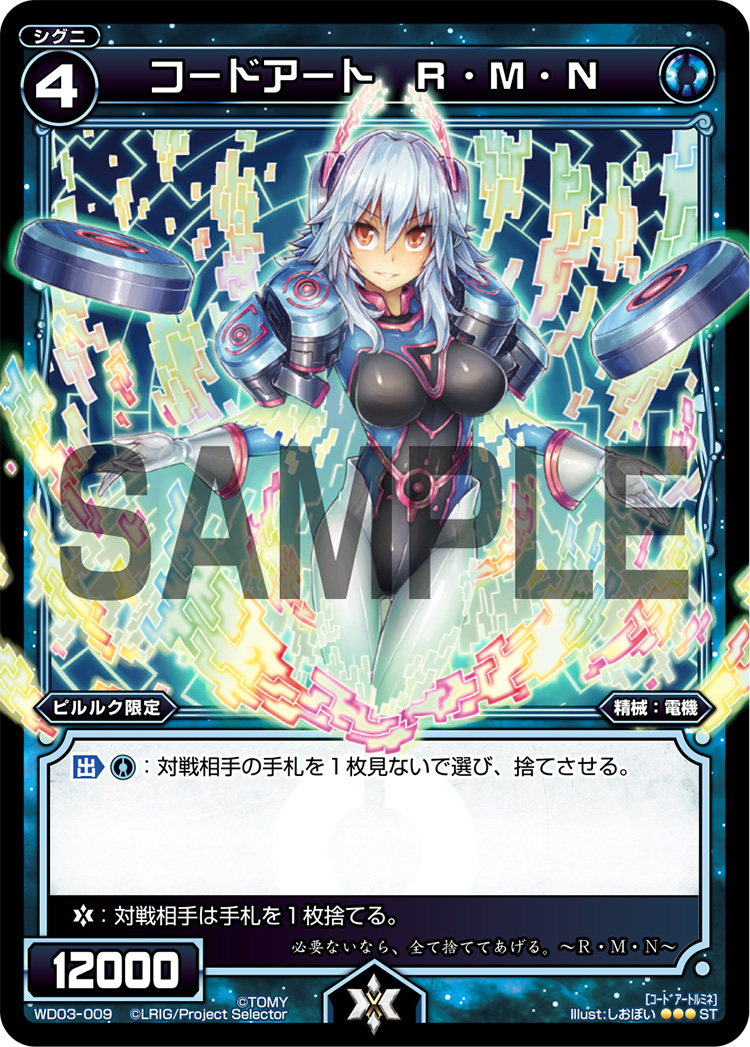 シグニ
4
コードアート R・M・N
SAMPLE
ピルルク限定
精械：電機
出 ：対戦相手の手札を1枚見ないで選び、捨てさせる。
：対戦相手は手札を1枚捨てる。
必要ないなら、全て捨ててあげる。～R・M・N～
12000
©TOMY
[コードアートルミネ]
WD03-009 ©LRIG/Project Selector
Illust:しおぼい ST